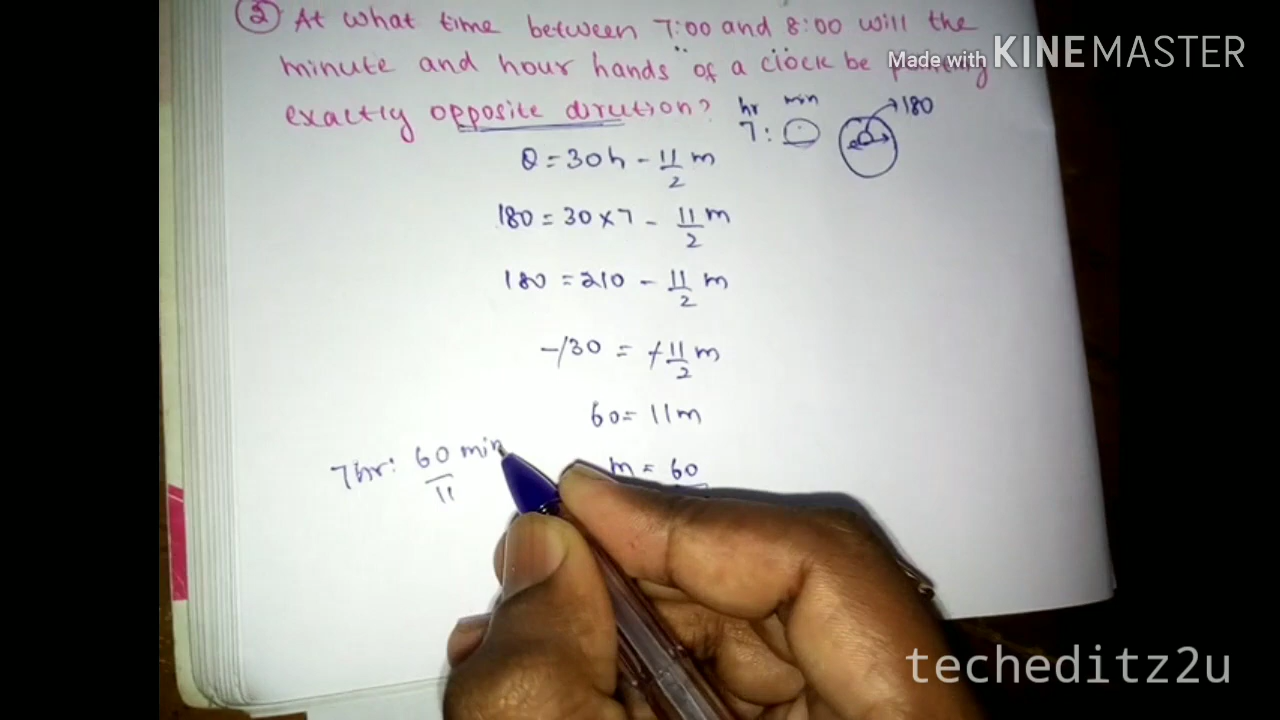 ② At what time between 7:00 and 8:00 will the
Made with KINEMASTER
minute and hour hands of a clock be
exactly opposite dirution?
hr min
7:
180
θ = 30h - 11/2 m
180 = 30 × 7 - 11/2 m
180 = 210 - 11/2 m
-/30 = +11/2 m
60 = 11m
7hr: 60/11 min
m = 60
techeditz2u